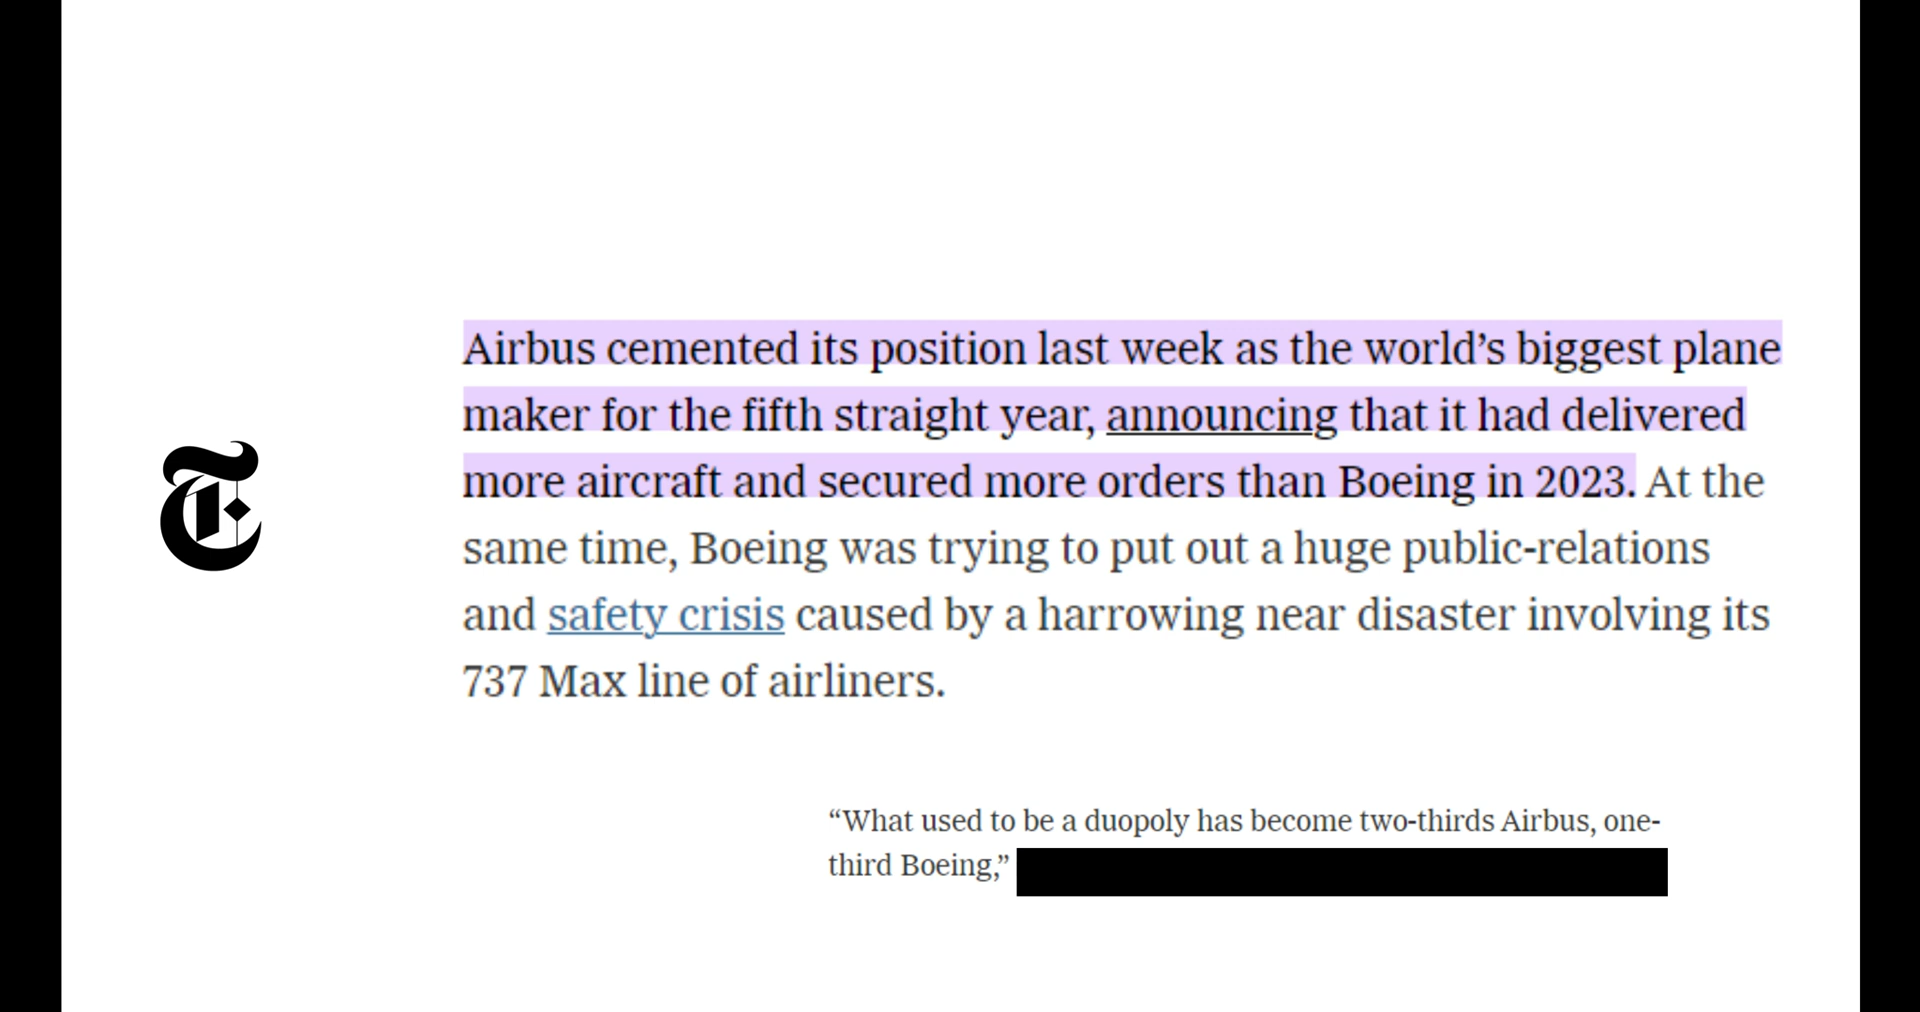 Airbus cemented its position last week as the world’s biggest plane
maker for the fifth straight year, announcing that it had delivered
more aircraft and secured more orders than Boeing in 2023. At the
same time, Boeing was trying to put out a huge public-relations
and safety crisis caused by a harrowing near disaster involving its
737 Max line of airliners.
T
“What used to be a duopoly has become two-thirds Airbus, one-
third Boeing,”